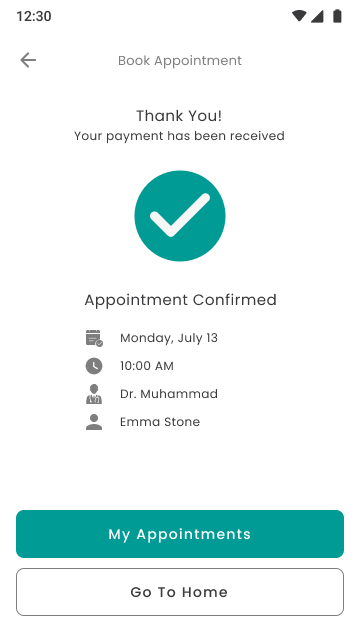 12:30
Book Appointment
Thank You!
Your payment has been received
Appointment Confirmed
Monday, July 13
10:00 AM
Dr. Muhammad
Emma Stone
My Appointments
Go To Home